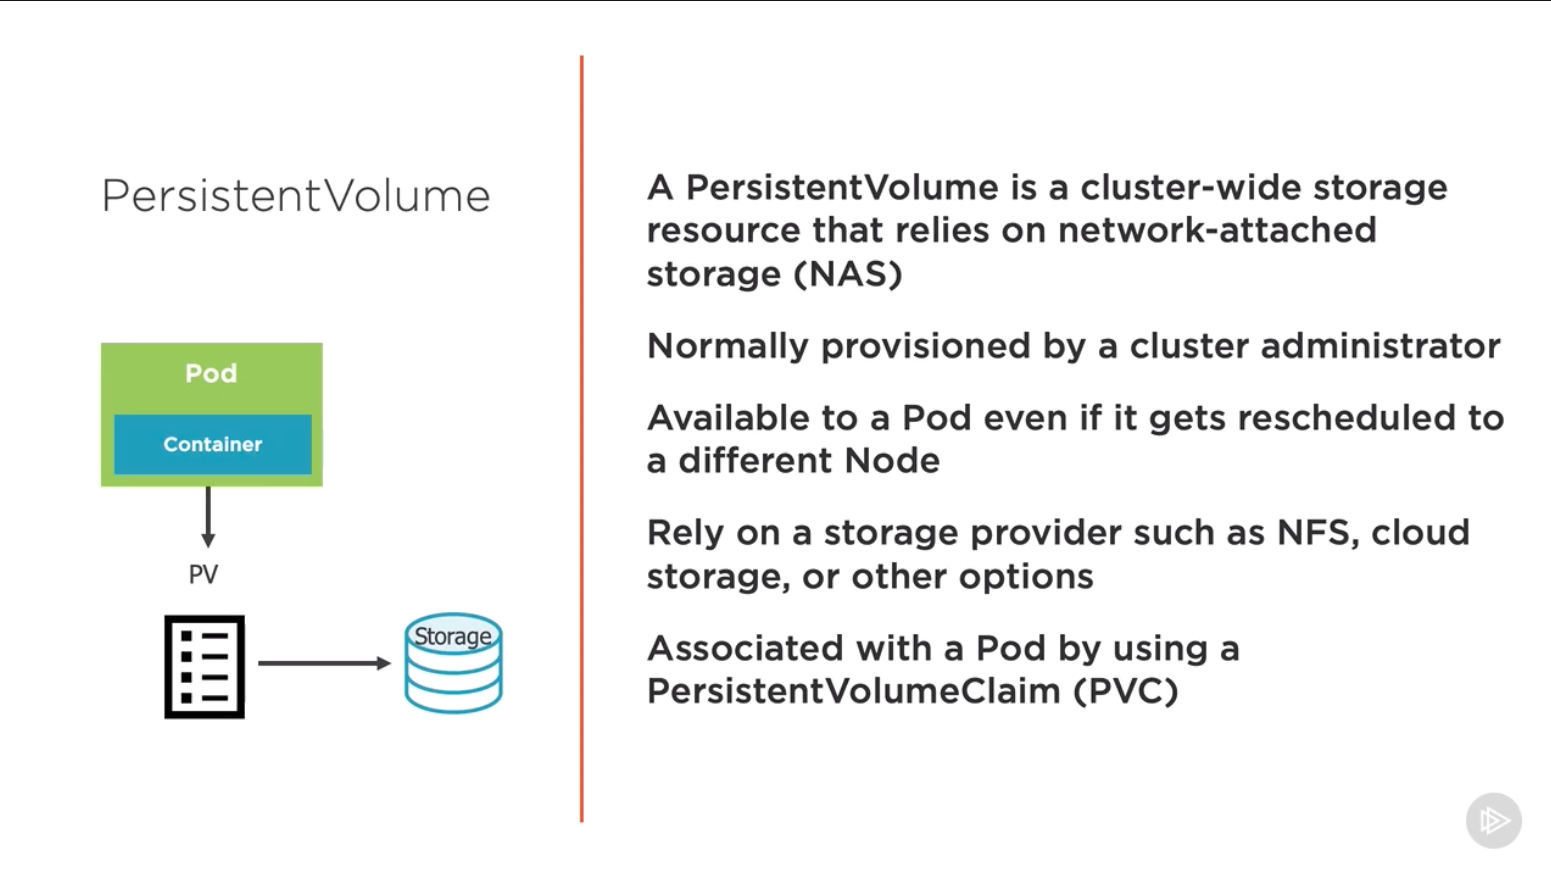 PersistentVolume
Pod
Container
PV
Storage
A PersistentVolume is a cluster-wide storage
resource that relies on network-attached
storage (NAS)
Normally provisioned by a cluster administrator
Available to a Pod even if it gets rescheduled to
a different Node
Rely on a storage provider such as NFS, cloud
storage, or other options
Associated with a Pod by using a
PersistentVolumeClaim (PVC)